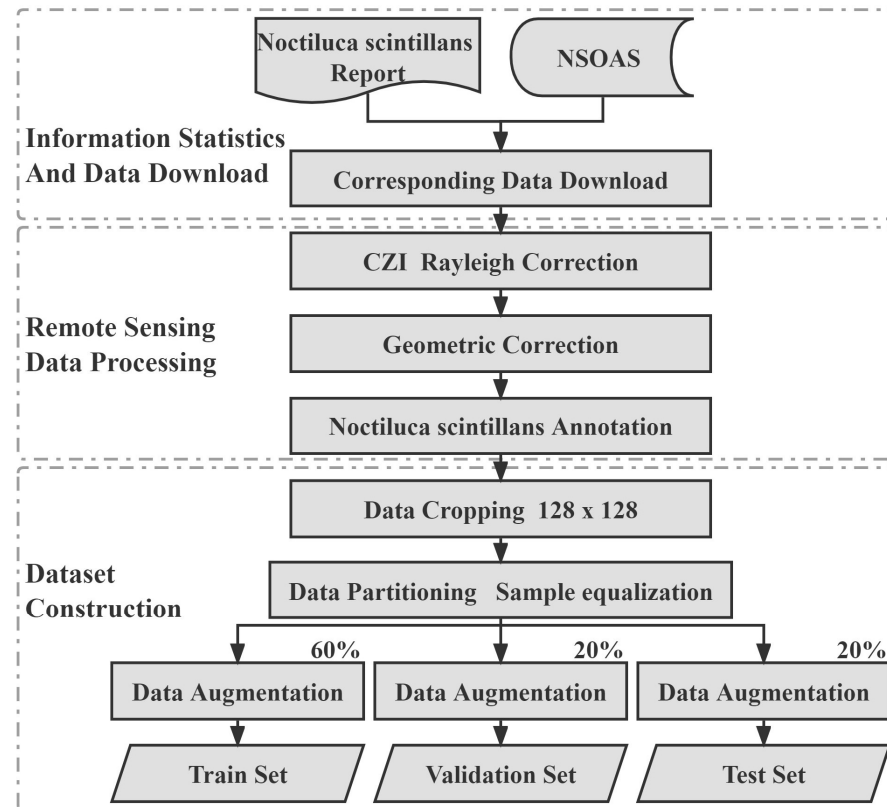 Noctiluca scintillans
Report
NSOAS
Information Statistics
And Data Download
Corresponding Data Download
CZI Rayleigh Correction
Remote Sensing
Data Processing
Geometric Correction
Noctiluca scintillans Annotation
Data Cropping 128 x 128
Dataset
Construction
Data Partitioning Sample equalization
60%
20%
20%
Data Augmentation
Data Augmentation
Data Augmentation
Train Set
Validation Set
Test Set